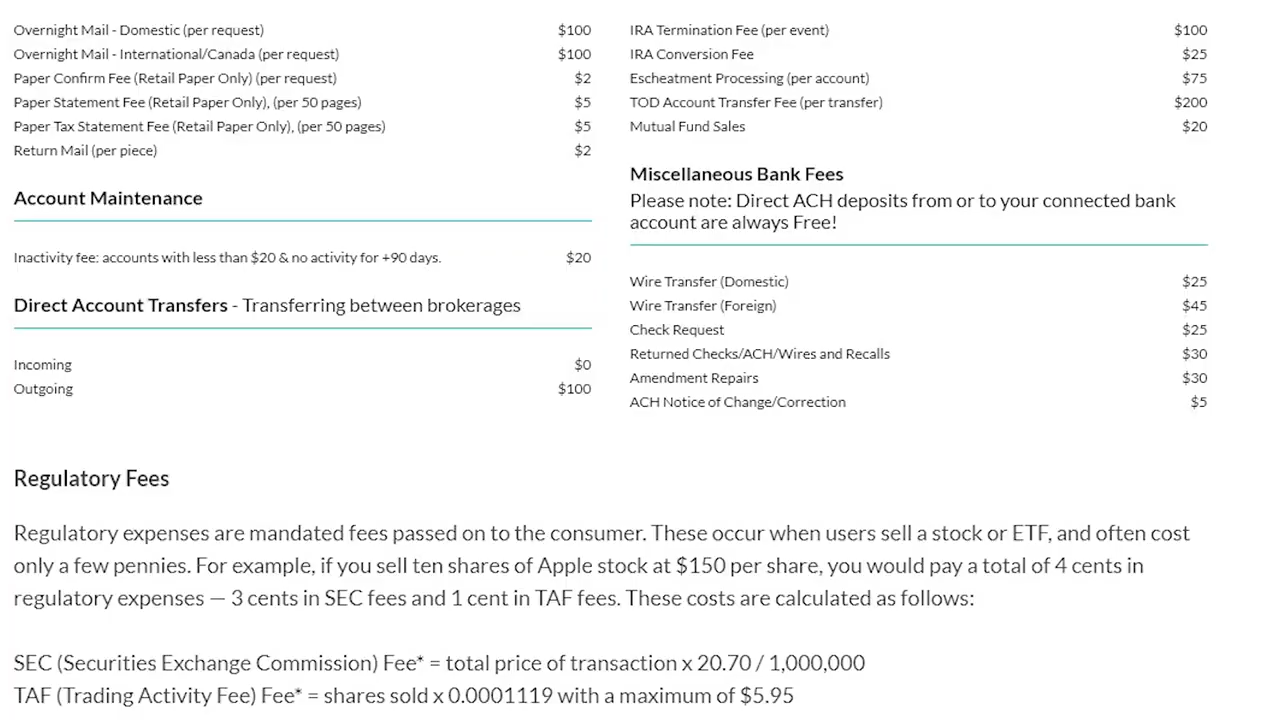 Overnight Mail - Domestic (per request) $100
Overnight Mail - International/Canada (per request) $100
Paper Confirm Fee (Retail Paper Only) (per request) $2
Paper Statement Fee (Retail Paper Only), (per 50 pages) $5
Paper Tax Statement Fee (Retail Paper Only), (per 50 pages) $5
Return Mail (per piece) $2
Account Maintenance
Inactivity fee: accounts with less than $20 & no activity for +90 days. $20
Direct Account Transfers - Transferring between brokerages
Incoming $0
Outgoing $100
IRA Termination Fee (per event) $100
IRA Conversion Fee $25
Escheatment Processing (per account) $75
TOD Account Transfer Fee (per transfer) $200
Mutual Fund Sales $20
Miscellaneous Bank Fees
Please note: Direct ACH deposits from or to your connected bank
account are always Free!
Wire Transfer (Domestic) $25
Wire Transfer (Foreign) $45
Check Request $25
Returned Checks/ACH/Wires and Recalls $30
Amendment Repairs $30
ACH Notice of Change/Correction $5
Regulatory Fees
Regulatory expenses are mandated fees passed on to the consumer. These occur when users sell a stock or ETF, and often cost
only a few pennies. For example, if you sell ten shares of Apple stock at $150 per share, you would pay a total of 4 cents in
regulatory expenses — 3 cents in SEC fees and 1 cent in TAF fees. These costs are calculated as follows:
SEC (Securities Exchange Commission) Fee* = total price of transaction x 20.70 / 1,000,000
TAF (Trading Activity Fee) Fee* = shares sold x 0.0001119 with a maximum of $5.95